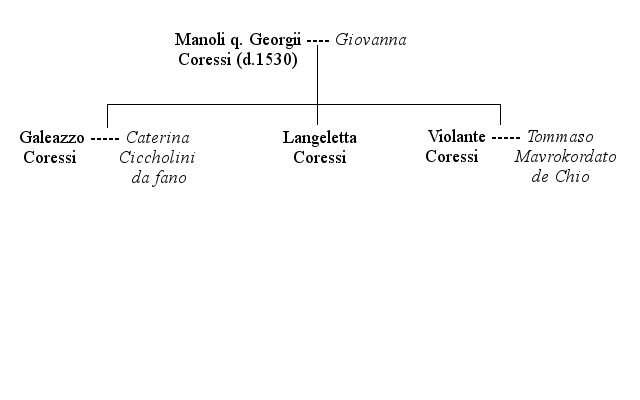 Manoli q. Georgii ---- Giovanna
Coressi (d.1530)
Galeazzo ----- Caterina
Coressi Ciccholini
da fano
Langeletta
Coressi
Violante ----- Tommaso
Coressi Mavrokordato
de Chio